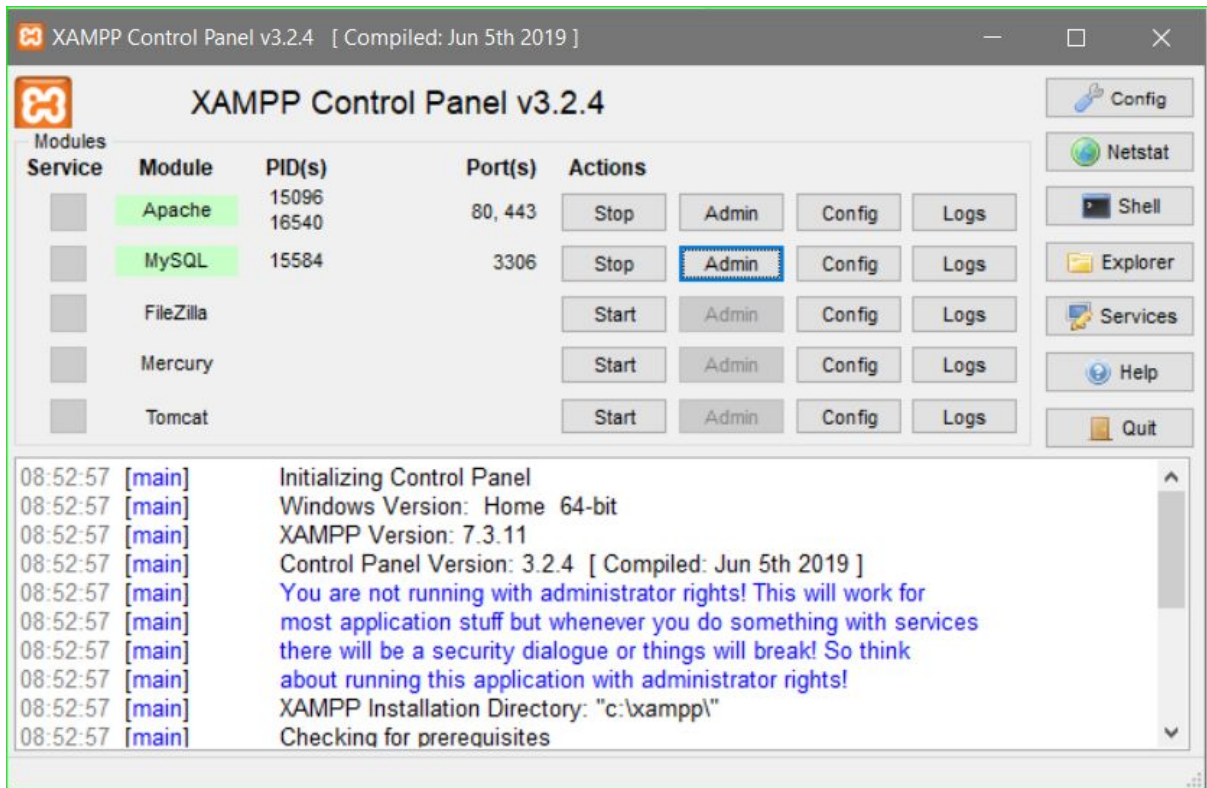 XAMPP Control Panel v3.2.4 [ Compiled: Jun 5th 2019 ]
XAMPP Control Panel v3.2.4
Config
Modules
Netstat
Service Module PID(s) Port(s) Actions
Apache 15096 16540 80, 443 Stop Admin Config Logs
Shell
MySQL 15584 3306 Stop Admin Config Logs
Explorer
FileZilla Start Admin Config Logs
Services
Mercury Start Admin Config Logs
Help
Tomcat Start Admin Config Logs
Quit
08:52:57 [main] Initializing Control Panel
08:52:57 [main] Windows Version: Home 64-bit
08:52:57 [main] XAMPP Version: 7.3.11
08:52:57 [main] Control Panel Version: 3.2.4 [ Compiled: Jun 5th 2019 ]
08:52:57 [main] You are not running with administrator rights! This will work for
08:52:57 [main] most application stuff but whenever you do something with services
08:52:57 [main] there will be a security dialogue or things will break! So think
08:52:57 [main] about running this application with administrator rights!
08:52:57 [main] XAMPP Installation Directory: "c:\xampp\"
08:52:57 [main] Checking for prerequisites